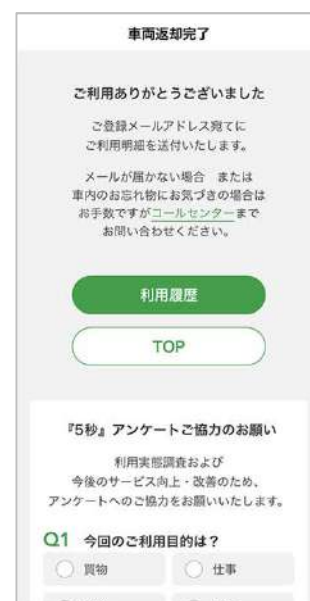 車両返却完了
ご利用ありがとうございました
ご登録メールアドレス宛てに
ご利用明細を送付いたします。
メールが届かない場合　または
車内のお忘れ物にお気づきの場合は
お手数ですがコールセンターまで
お問い合わせください。
利用履歴
TOP
『5秒』アンケートご協力のお願い
利用実態調査および
今後のサービス向上・改善のため、
アンケートへのご協力をお願いいたします。
Q1 今回のご利用目的は？
買物
仕事